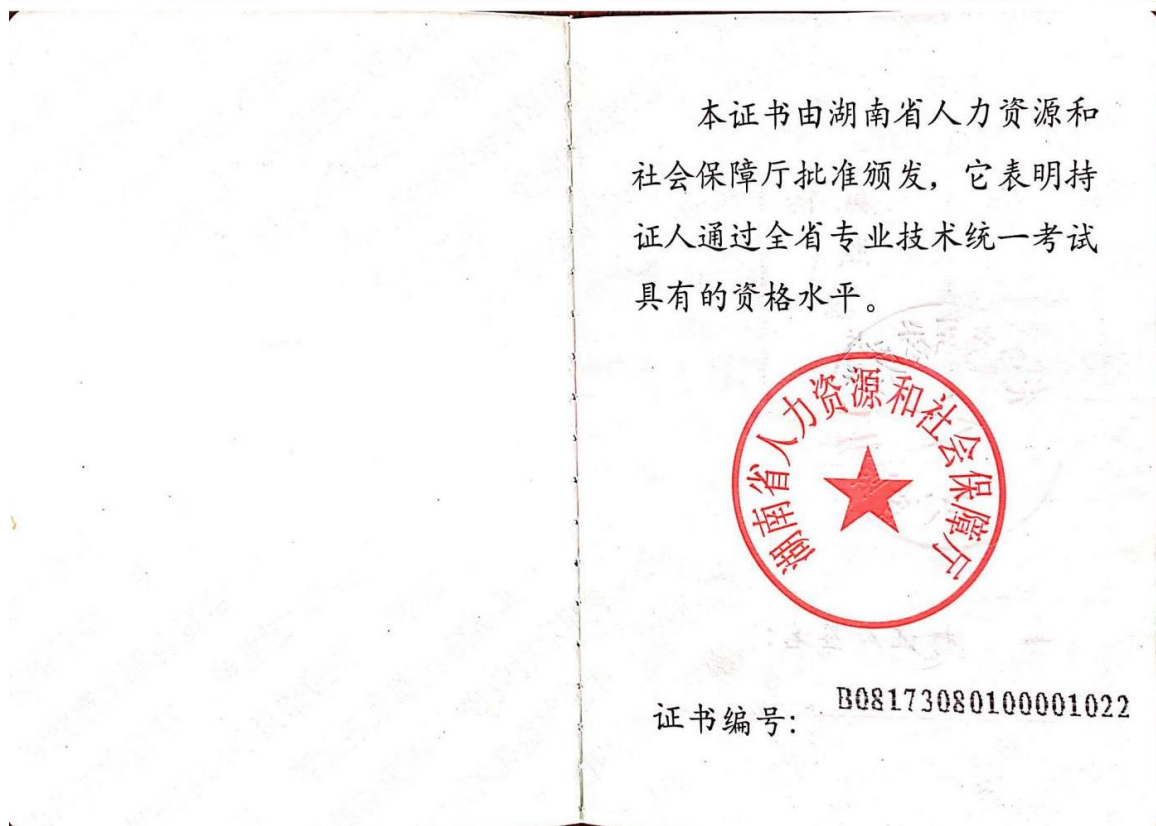 本证书由湖南省人力资源和
社会保障厅批准颁发，它表明持
证人通过全省专业技术统一考试
具有的资格水平。
湖南省人力资源和社会保障厅
证书编号：B08173080100001022